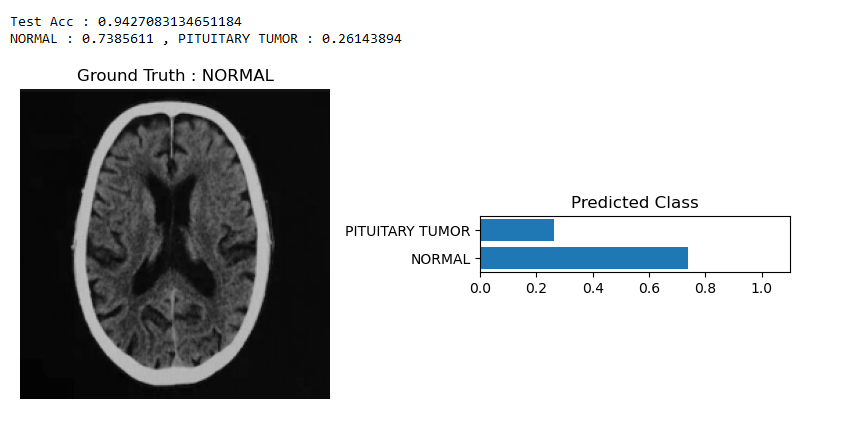 Test Acc : 0.9427083134651184
NORMAL : 0.7385611 , PITUITARY TUMOR : 0.26143894
Ground Truth : NORMAL
Predicted Class
PITUITARY TUMOR
NORMAL
0.0 0.2 0.4 0.6 0.8 1.0